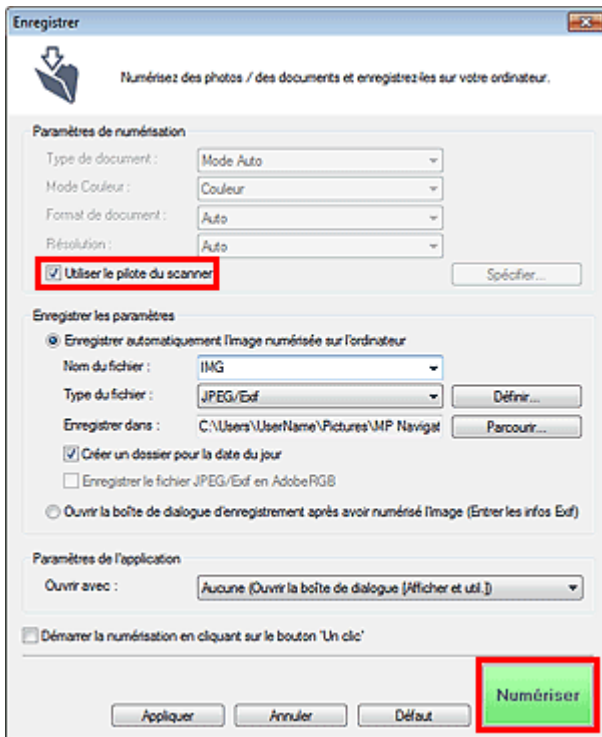 Enregistrer
Numérisez des photos / des documents et enregistrez-les sur votre ordinateur.
Paramètres de numérisation
Type de document : Mode Auto
Mode Couleur : Couleur
Format de document : Auto
Résolution : Auto
Utiliser le pilote du scanner Spécifier...
Enregistrer les paramètres
Enregistrer automatiquement l'image numérisée sur l'ordinateur
Nom du fichier : IMG
Type du fichier : JPEG/Exif Définir...
Enregistrer dans : C:\Users\UserName\Pictures\MP Navigat Parcourir...
Créer un dossier pour la date du jour
Enregistrer le fichier JPEG/Exif en AdobeRGB
Ouvrir la boîte de dialogue d'enregistrement après avoir numérisé l'image (Entrer les infos Exif)
Paramètres de l'application
Ouvrir avec : Aucune (Ouvrir la boîte de dialogue [Afficher et util.])
Démarrer la numérisation en cliquant sur le bouton 'Un clic'
Numériser
Appliquer Annuler Défaut